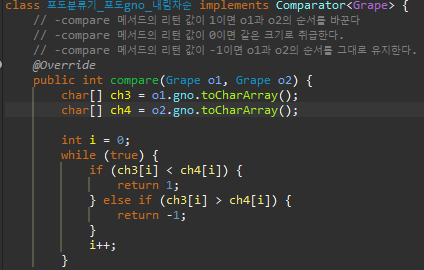 class 포도분류기_포도gno_내림차순 implements Comparator<Grape> {
// -compare 메서드의 리턴 값이 1이면 o1과 o2의 순서를 바꾼다
// -compare 메서드의 리턴 값이 0이면 같은 크기로 취급한다.
// -compare 메서드의 리턴 값이 -1이면 o1과 o2의 순서를 그대로 유지한다.
@Override
public int compare(Grape o1, Grape o2) {
char[] ch3 = o1.gno.toCharArray();
char[] ch4 = o2.gno.toCharArray();
int i = 0;
while (true) {
if (ch3[i] < ch4[i]) {
return 1;
} else if (ch3[i] > ch4[i]) {
return -1;
}
i++;
}